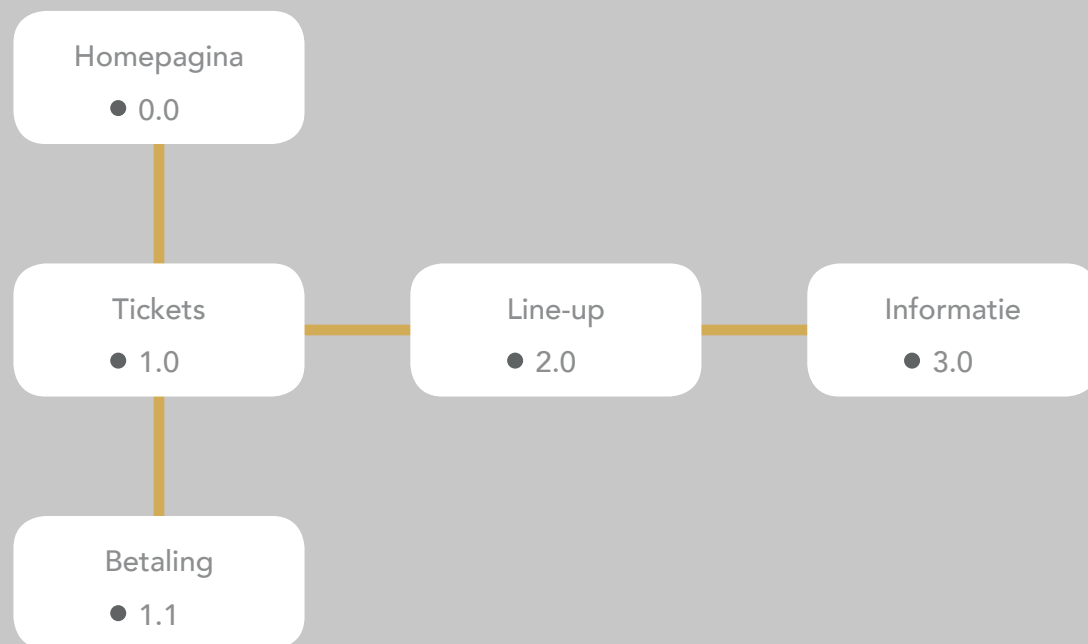 Homepagina
● 0.0
Tickets
● 1.0
Line-up
● 2.0
Informatie
● 3.0
Betaling
● 1.1